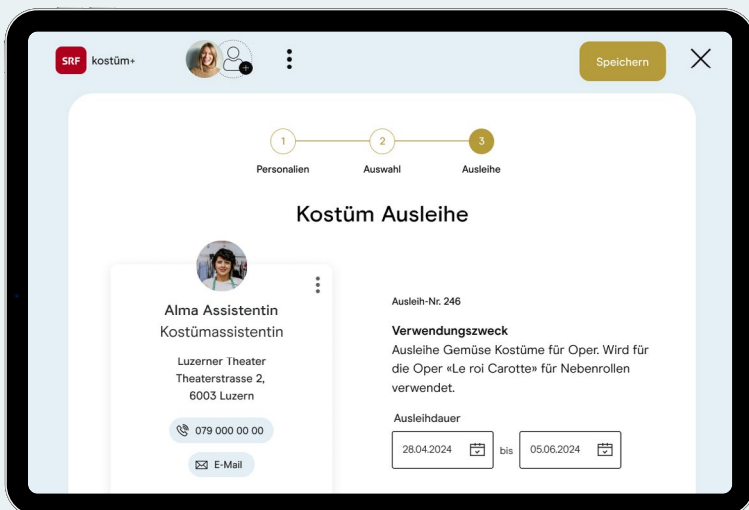 SRF kostüm+
Speichern
1 2 3
Personalien Auswahl Ausleihe
Kostüm Ausleihe
Alma Assistentin
Kostümassistentin
Luzerner Theater
Theaterstrasse 2,
6003 Luzern
079 000 00 00
E-Mail
Ausleih-Nr. 246
Verwendungszweck
Ausleihe Gemüse Kostüme für Oper. Wird für
die Oper «Le roi Carotte» für Nebenrollen
verwendet.
Ausleihdauer
28.04.2024 bis 05.06.2024